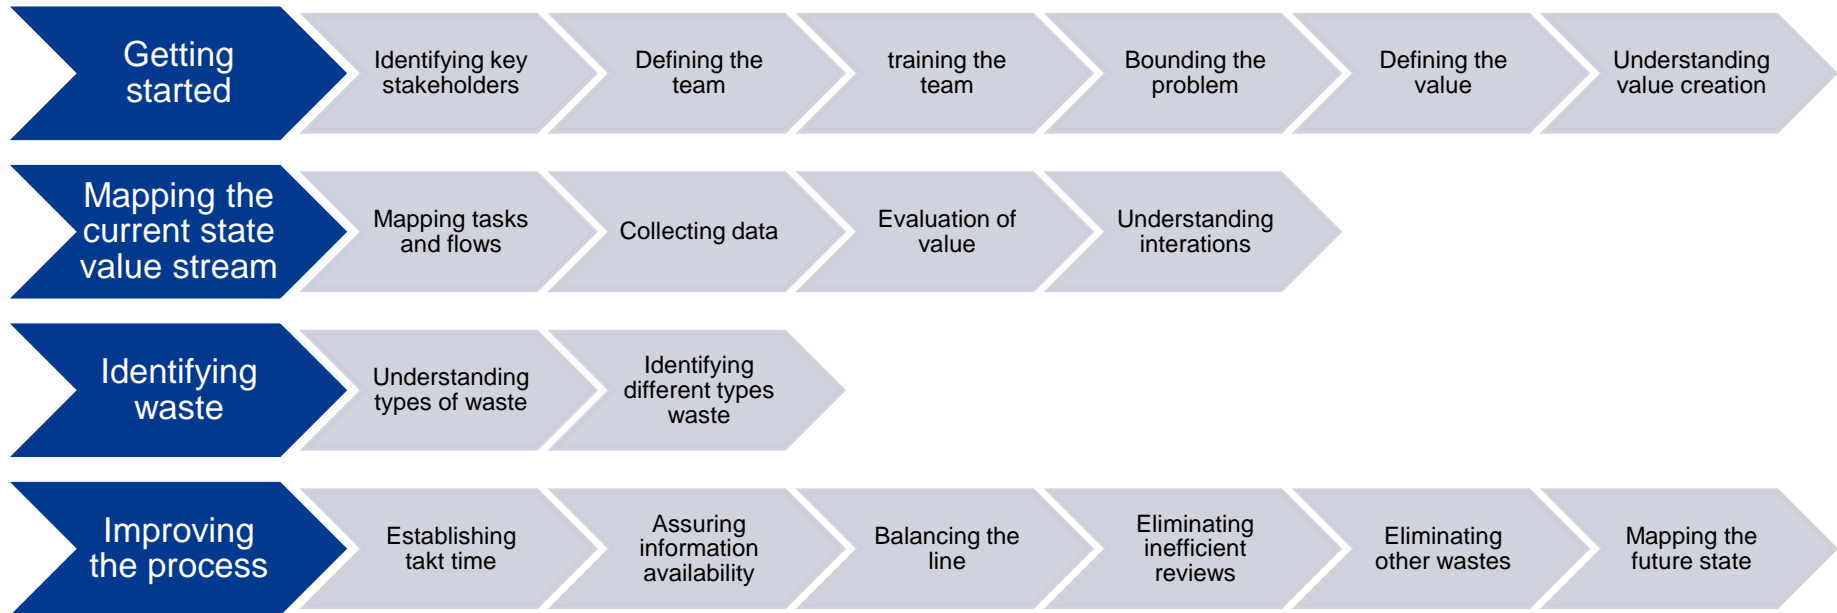 Getting
started
Identifying key
stakeholders
Defining the
team
training the
team
Bounding the
problem
Defining the
value
Understanding
value creation
Mapping the
current state
value stream
Mapping tasks
and flows
Collecting data
Evaluation of
value
Understanding
interations
Identifying
waste
Understanding
types of waste
Identifying
different types
waste
Improving
the process
Establishing
takt time
Assuring
information
availability
Balancing the
line
Eliminating
inefficient
reviews
Eliminating
other wastes
Mapping the
future state